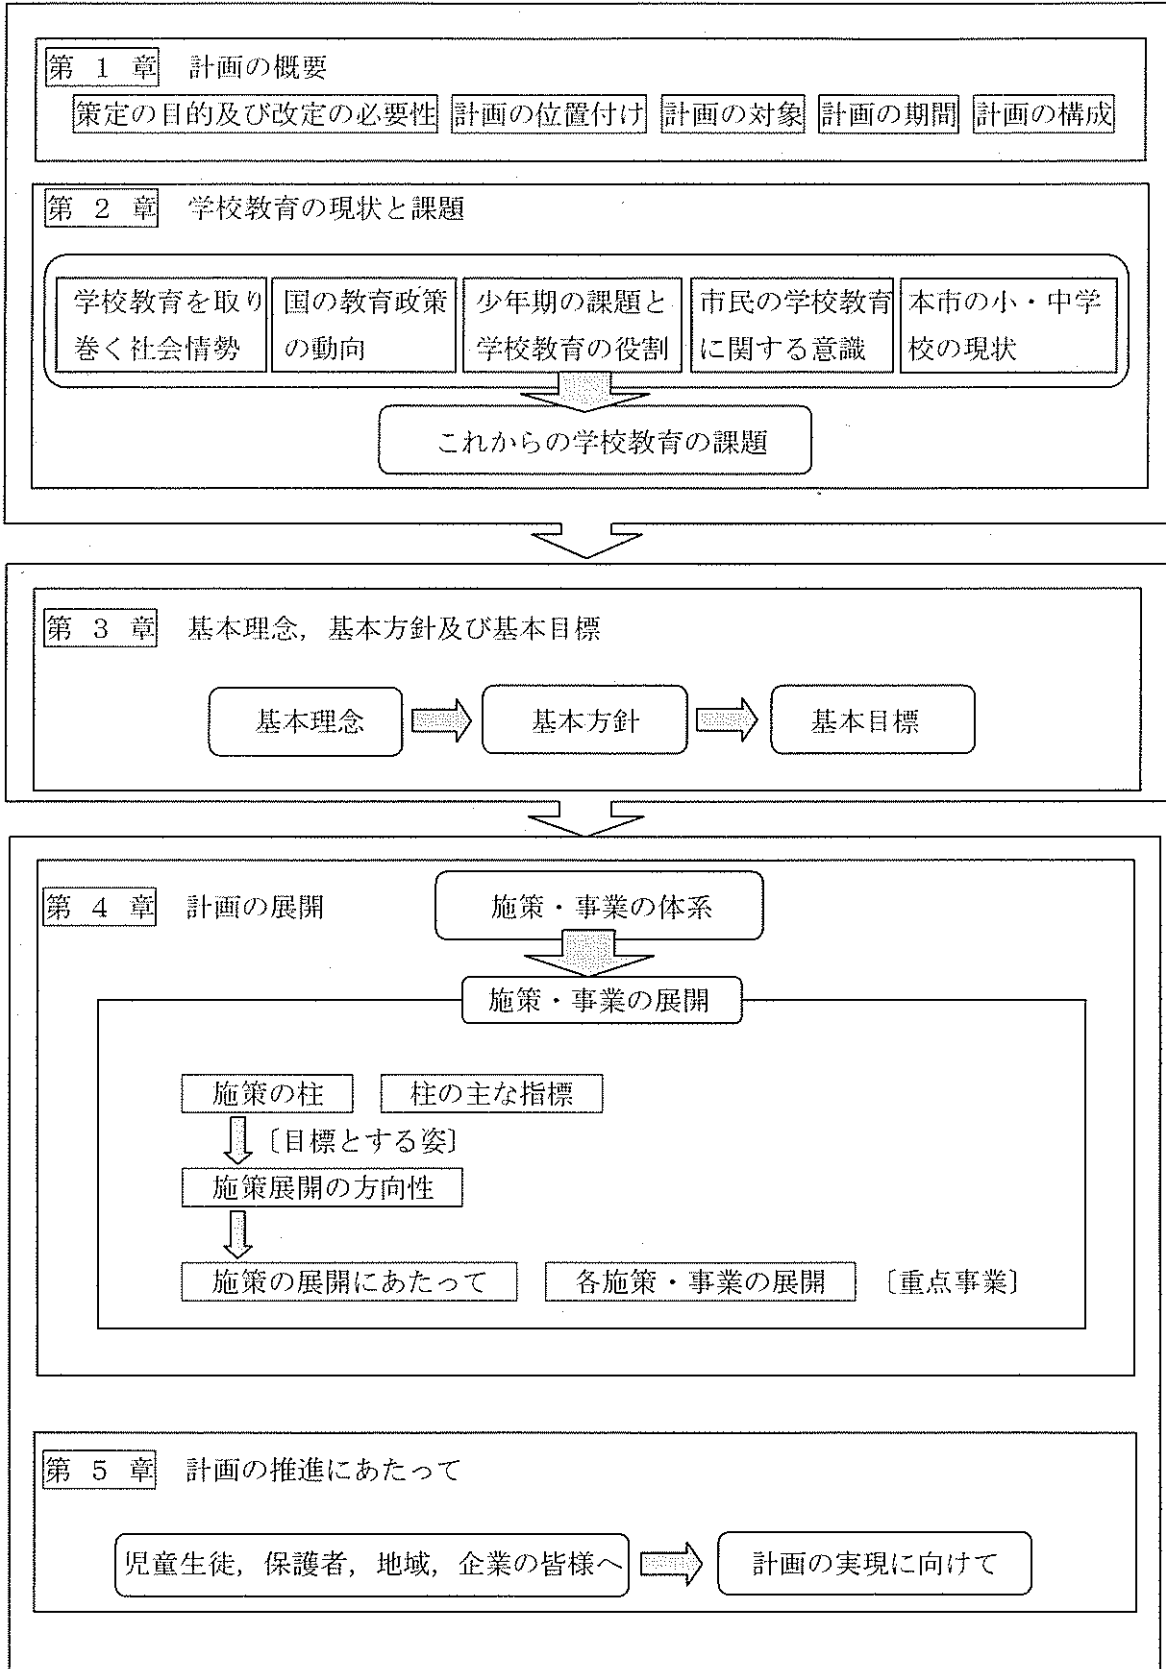 第 1 章 計画の概要
策定の目的及び改定の必要性 計画の位置付け 計画の対象 計画の期間 計画の構成
第 2 章 学校教育の現状と課題
学校教育を取り
巻く社会情勢
国の教育政策
の動向
少年期の課題と
学校教育の役割
市民の学校教育
に関する意識
本市の小・中学
校の現状
これからの学校教育の課題
第 3 章 基本理念，基本方針及び基本目標
基本理念 基本方針 基本目標
第 4 章 計画の展開
施策・事業の体系
施策・事業の展開
施策の柱 柱の主な指標
〔目標とする姿〕
施策展開の方向性
施策の展開にあたって 各施策・事業の展開 〔重点事業〕
第 5 章 計画の推進にあたって
児童生徒，保護者，地域，企業の皆様へ 計画の実現に向けて